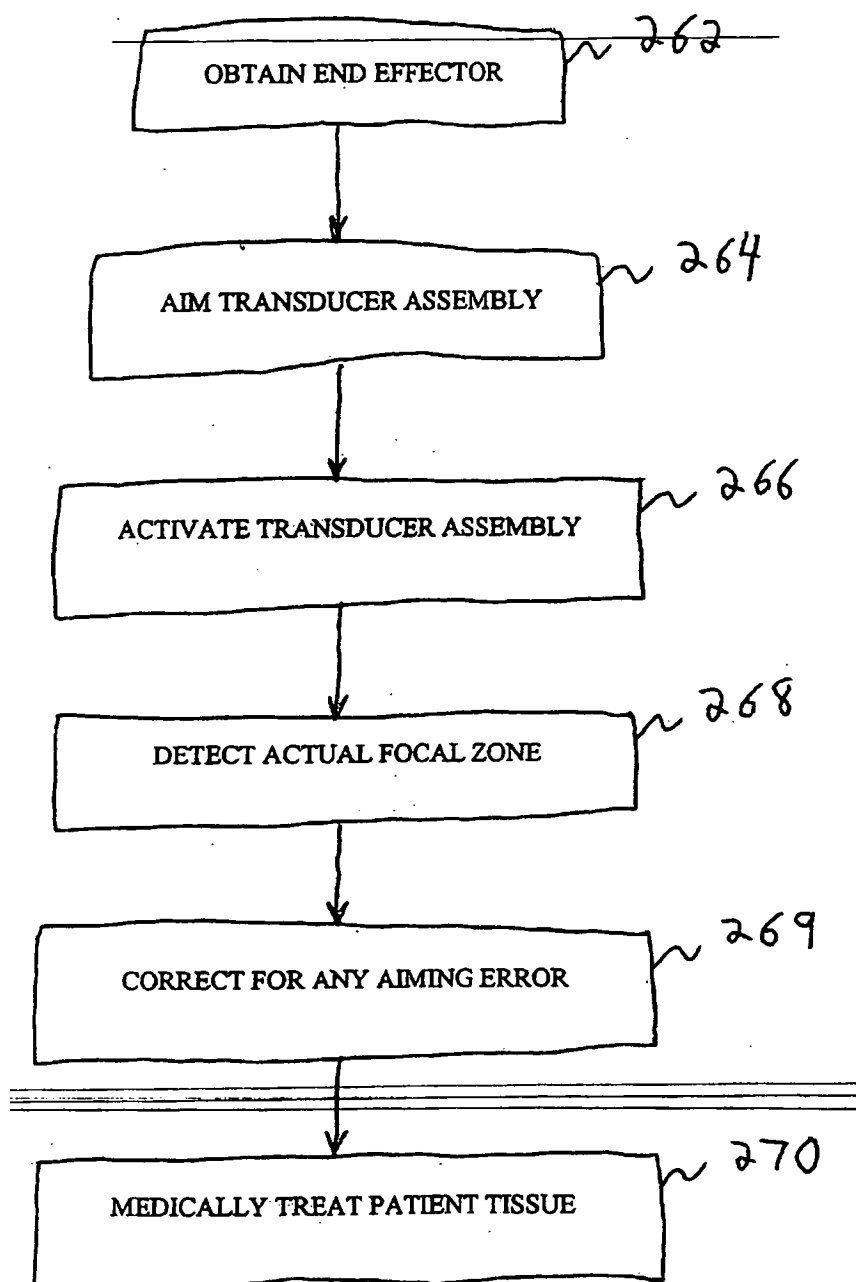 262
OBTAIN END EFFECTOR
264
AIM TRANSDUCER ASSEMBLY
266
ACTIVATE TRANSDUCER ASSEMBLY
268
DETECT ACTUAL FOCAL ZONE
269
CORRECT FOR ANY AIMING ERROR
270
MEDICALLY TREAT PATIENT TISSUE